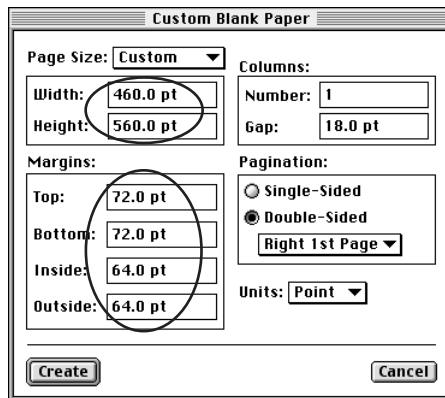 Custom Blank Paper
Page Size: Custom
Width: 460.0 pt
Height: 560.0 pt
Columns:
Number: 1
Gap: 18.0 pt
Margins:
Top: 72.0 pt
Bottom: 72.0 pt
Inside: 64.0 pt
Outside: 64.0 pt
Pagination:
Single-Sided
Double-Sided
Right 1st Page
Units: Point
Create
Cancel